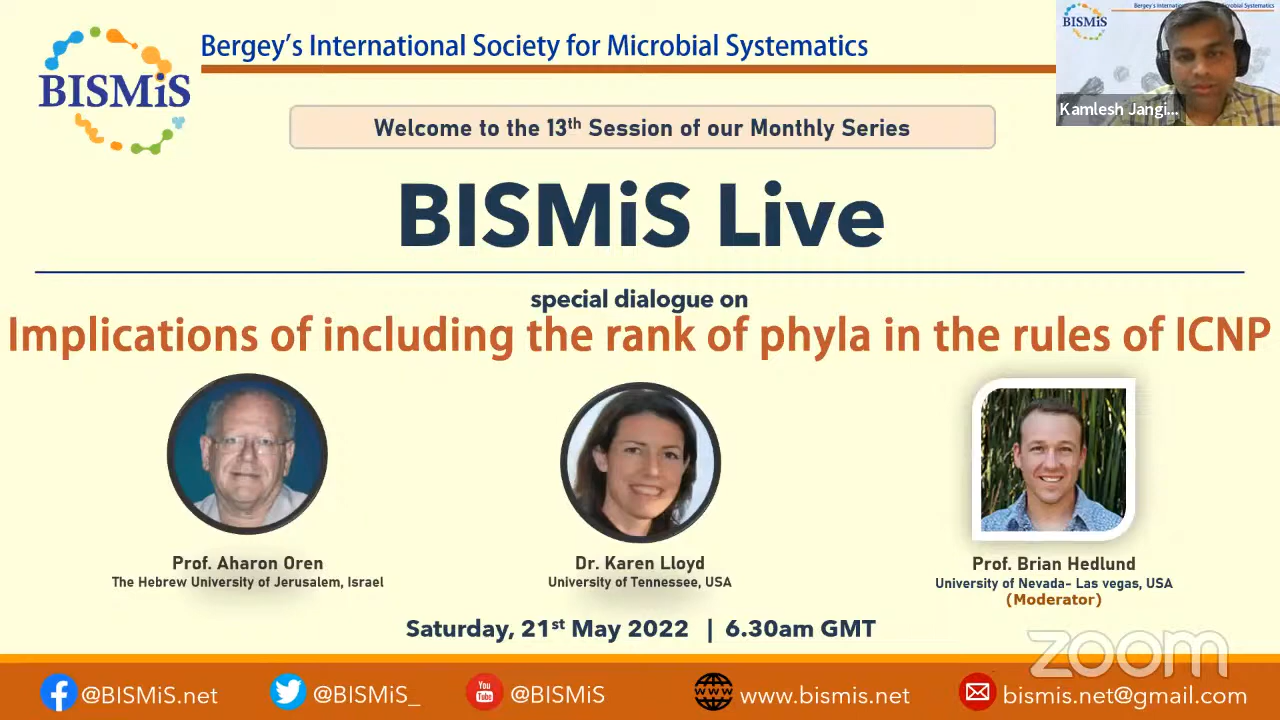 BISMiS
Bergey's International Society for Microbial Systematics
BISMiS
Kamlesh Jangi...
Welcome to the 13th Session of our Monthly Series
BISMiS Live
special dialogue on
Implications of including the rank of phyla in the rules of ICNP
Prof. Aharon Oren
The Hebrew University of Jerusalem, Israel
Dr. Karen Lloyd
University of Tennessee, USA
Prof. Brian Hedlund
University of Nevada- Las vegas, USA
(Moderator)
Saturday, 21st May 2022 | 6.30am GMT
zoom
@BISMiS.net
@BISMiS_
You Tube
@BISMiS
www
www.bismis.net
bismis.net@gmail.com